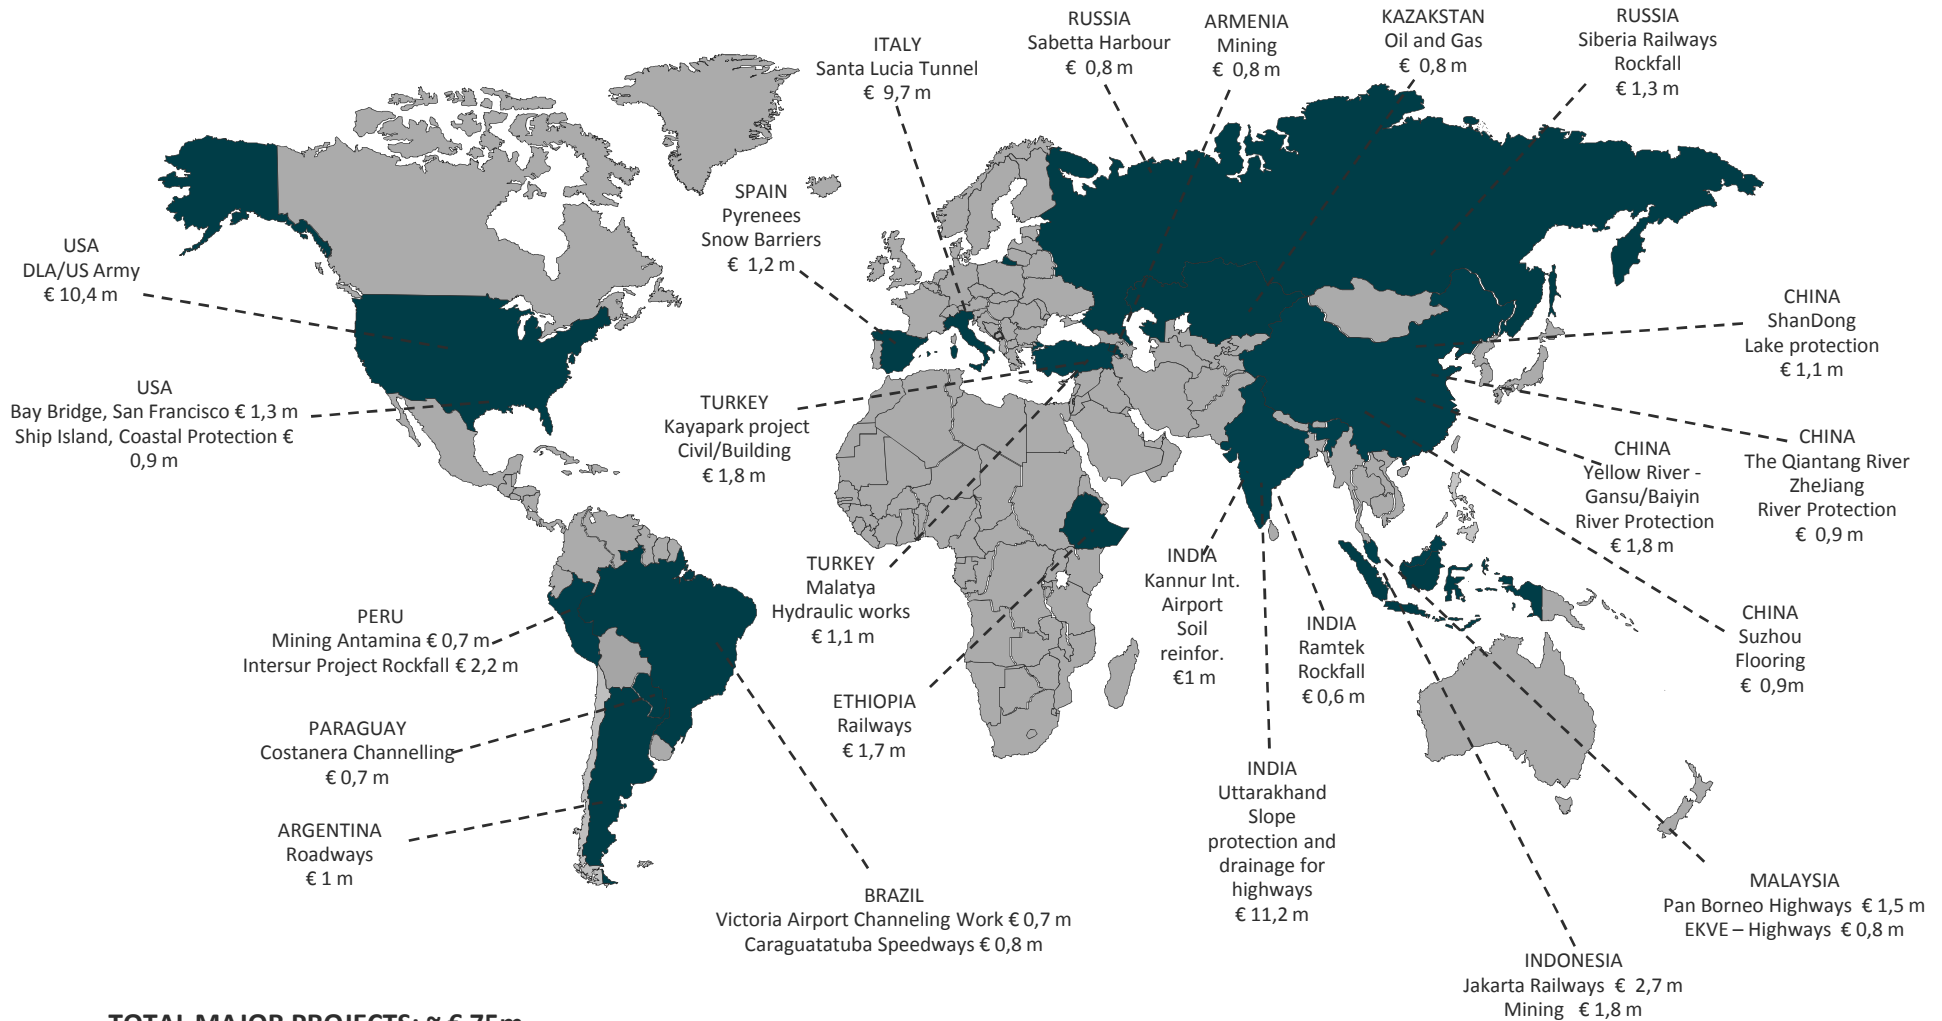 RUSSIA
Sabetta Harbour
€ 0,8 m
ARMENIA
Mining
€ 0,8 m
KAZAKSTAN
Oil and Gas
€ 0,8 m
RUSSIA
Siberia Railways
Rockfall
€ 1,3 m
ITALY
Santa Lucia Tunnel
€ 9,7 m
SPAIN
Pyrenees
Snow Barriers
€ 1,2 m
USA
DLA/US Army
€ 10,4 m
CHINA
ShanDong
Lake protection
€ 1,1 m
USA
Bay Bridge, San Francisco € 1,3 m
Ship Island, Coastal Protection €
0,9 m
TURKEY
Kayapark project
Civil/Building
€ 1,8 m
CHINA
Yellow River -
Gansu/Baiyin
River Protection
€ 1,8 m
CHINA
The Qiantang River
ZheJiang
River Protection
€ 0,9 m
TURKEY
Malatya
Hydraulic works
€ 1,1 m
INDIA
Kannur Int.
Airport
Soil
reinfor.
€1 m
INDIA
Ramtek
Rockfall
€ 0,6 m
CHINA
Suzhou
Flooring
€ 0,9m
PERU
Mining Antamina € 0,7 m
Intersur Project Rockfall € 2,2 m
ETHIOPIA
Railways
€ 1,7 m
PARAGUAY
Costanera Channelling
€ 0,7 m
INDIA
Uttarakhand
Slope
protection and
drainage for
highways
€ 11,2 m
ARGENTINA
Roadways
€ 1 m
BRAZIL
Victoria Airport Channeling Work € 0,7 m
Caraguatatuba Speedways € 0,8 m
MALAYSIA
Pan Borneo Highways € 1,5 m
EKVE – Highways € 0,8 m
INDONESIA
Jakarta Railways € 2,7 m
Mining € 1,8 m
TOTAL MAJOR PROJECTS: ~ € 75m